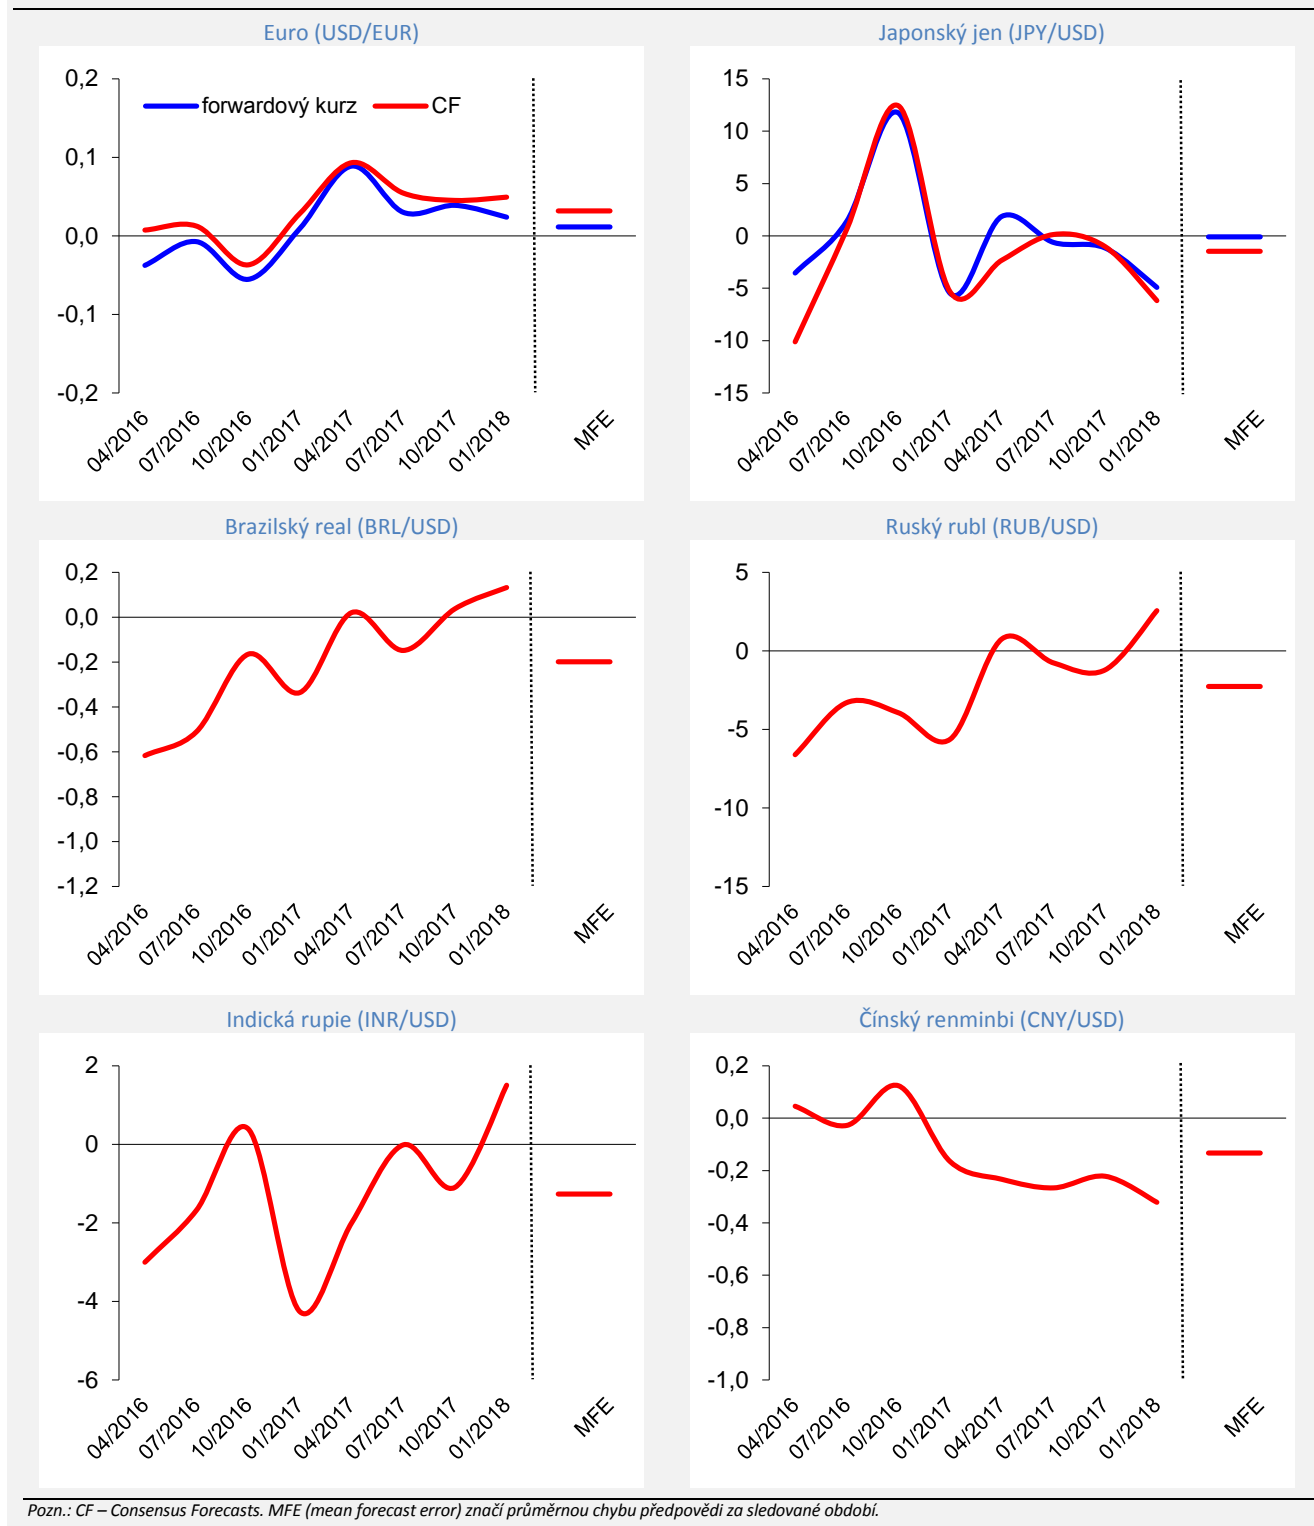 Euro (USD/EUR)
0,2
0,1
0,0
-0,1
-0,2
forwardový kurz CF
04/2016 07/2016 10/2016 01/2017 04/2017 07/2017 10/2017 01/2018 MFE
Japonský jen (JPY/USD)
15
10
5
0
-5
-10
-15
04/2016 07/2016 10/2016 01/2017 04/2017 07/2017 10/2017 01/2018 MFE
Brazilský real (BRL/USD)
0,2
0,0
-0,2
-0,4
-0,6
-0,8
-1,0
-1,2
04/2016 07/2016 10/2016 01/2017 04/2017 07/2017 10/2017 01/2018 MFE
Ruský rubl (RUB/USD)
5
0
-5
-10
-15
04/2016 07/2016 10/2016 01/2017 04/2017 07/2017 10/2017 01/2018 MFE
Indická rupie (INR/USD)
2
0
-2
-4
-6
04/2016 07/2016 10/2016 01/2017 04/2017 07/2017 10/2017 01/2018 MFE
Čínský renminbi (CNY/USD)
0,2
0,0
-0,2
-0,4
-0,6
-0,8
-1,0
04/2016 07/2016 10/2016 01/2017 04/2017 07/2017 10/2017 01/2018 MFE
Pozn.: CF – Consensus Forecasts. MFE (mean forecast error) značí průměrnou chybu předpovědi za sledované období.